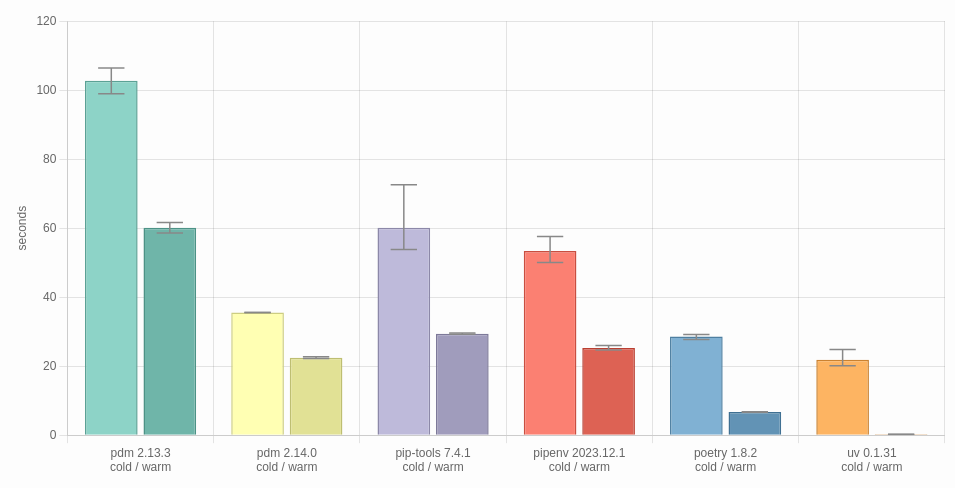 120
100
80
60
40
20
0
seconds
pdm 2.13.3
cold / warm
pdm 2.14.0
cold / warm
pip-tools 7.4.1
cold / warm
pipenv 2023.12.1
cold / warm
poetry 1.8.2
cold / warm
uv 0.1.31
cold / warm